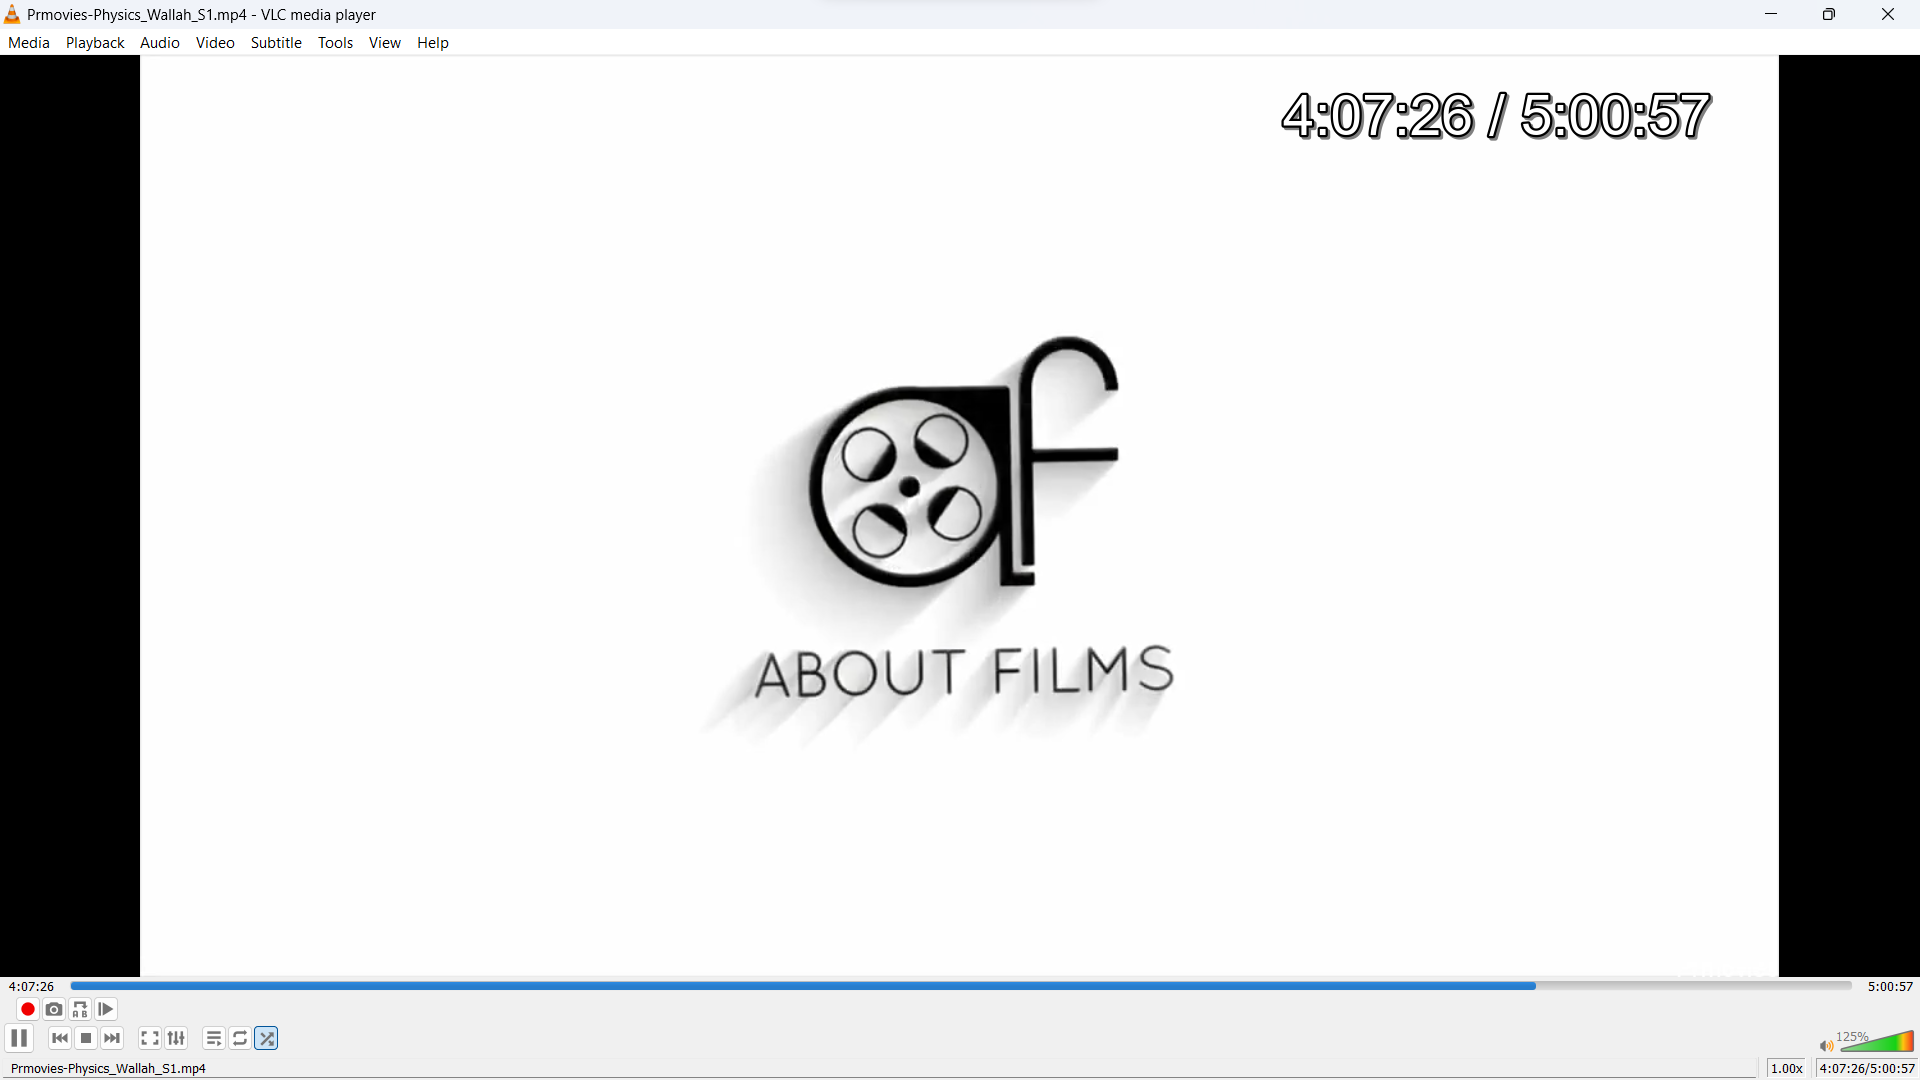 Prmovies-Physics_Wallah_S1.mp4 - VLC media player
Media Playback Audio Video Subtitle Tools View Help
4:07:26 / 5:00:57
af
ABOUT FILMS
4:07:26 5:00:57
A B
125%
Prmovies-Physics_Wallah_S1.mp4 1.00x 4:07:26/5:00:57